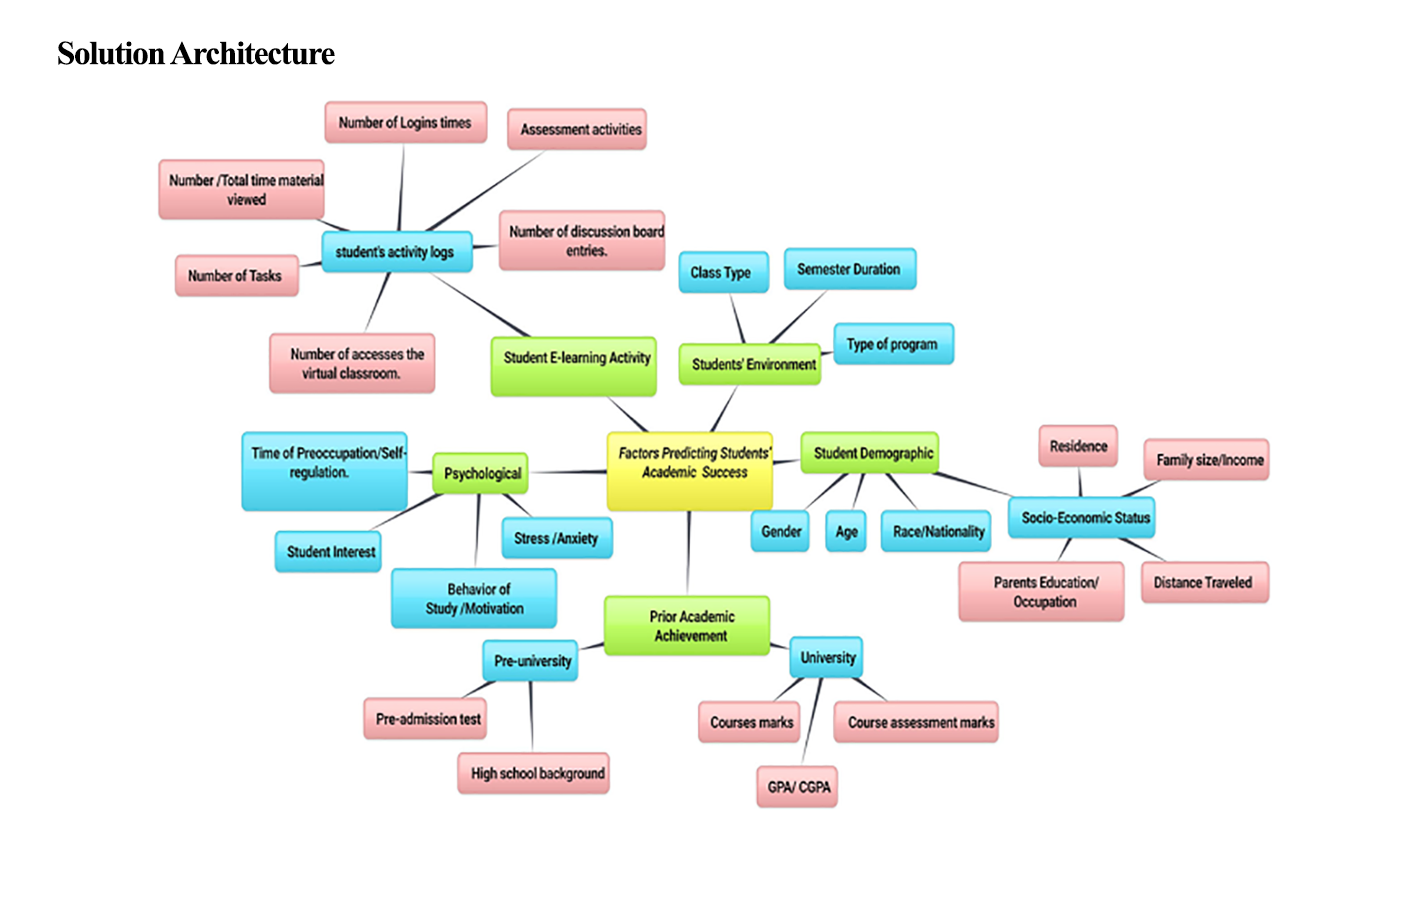 Solution Architecture
Number of Logins times
Assessment activities
Number /Total time material
viewed
Number of discussion board
entries.
student's activity logs
Number of Tasks
Class Type
Semester Duration
Number of accesses the
virtual classroom.
Student E-learning Activity
Students' Environment
Type of program
Time of Preoccupation/Self-
regulation.
Psychological
Factors Predicting Students'
Academic Success
Student Demographic
Residence
Family size/Income
Student Interest
Stress /Anxiety
Gender
Age
Race/Nationality
Socio-Economic Status
Behavior of
Study /Motivation
Parents Education/
Occupation
Distance Traveled
Prior Academic
Achievement
Pre-university
University
Pre-admission test
Courses marks
Course assessment marks
High school background
GPA/ CGPA